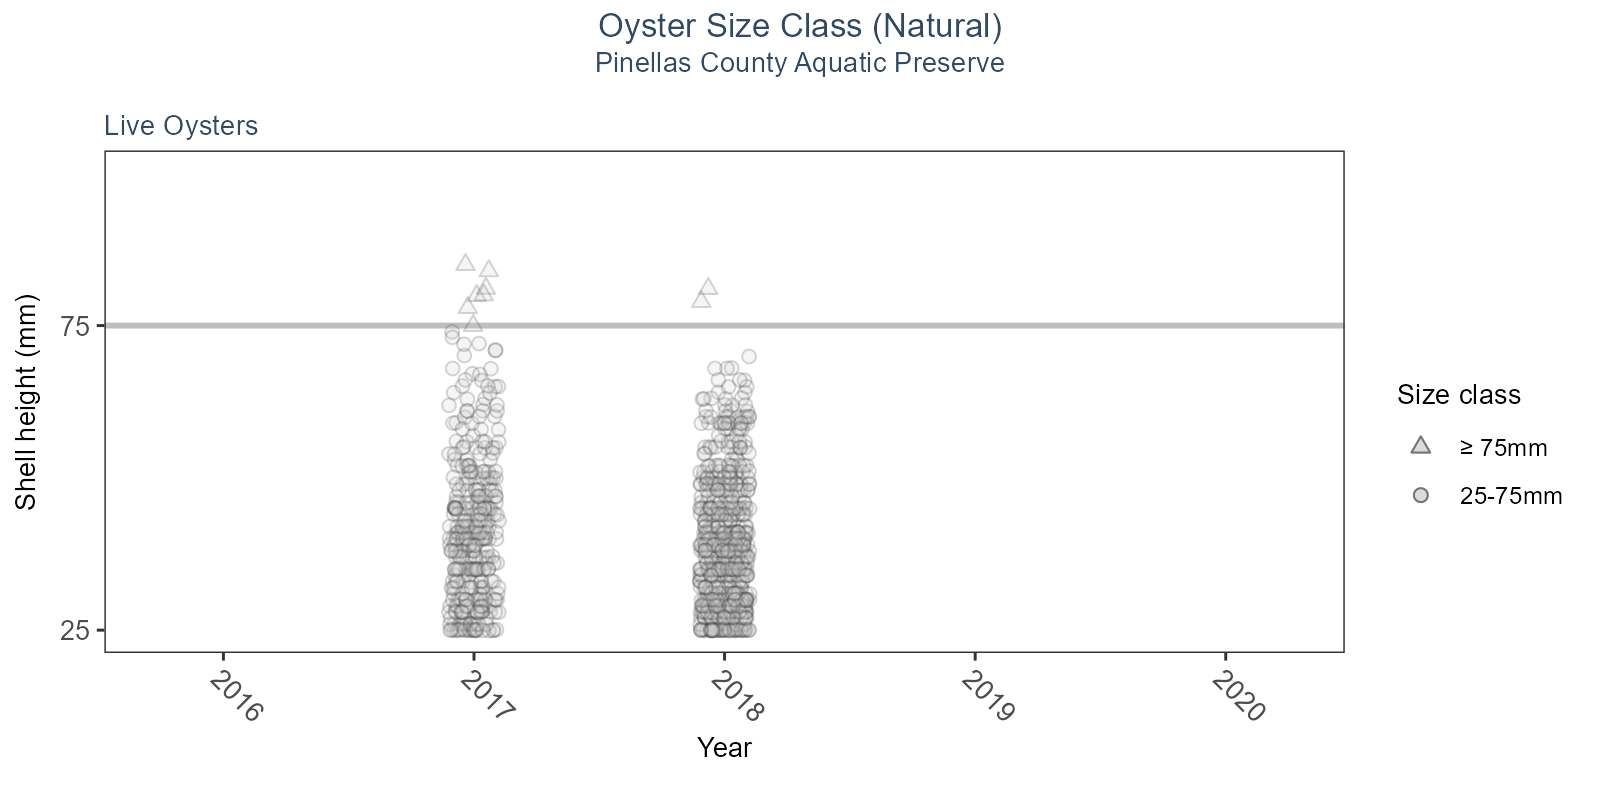 Oyster Size Class (Natural)
Pinellas County Aquatic Preserve
Live Oysters
Shell height (mm)
75
25
2016
2017
2018
2019
2020
Year
Size class
≥ 75mm
25-75mm